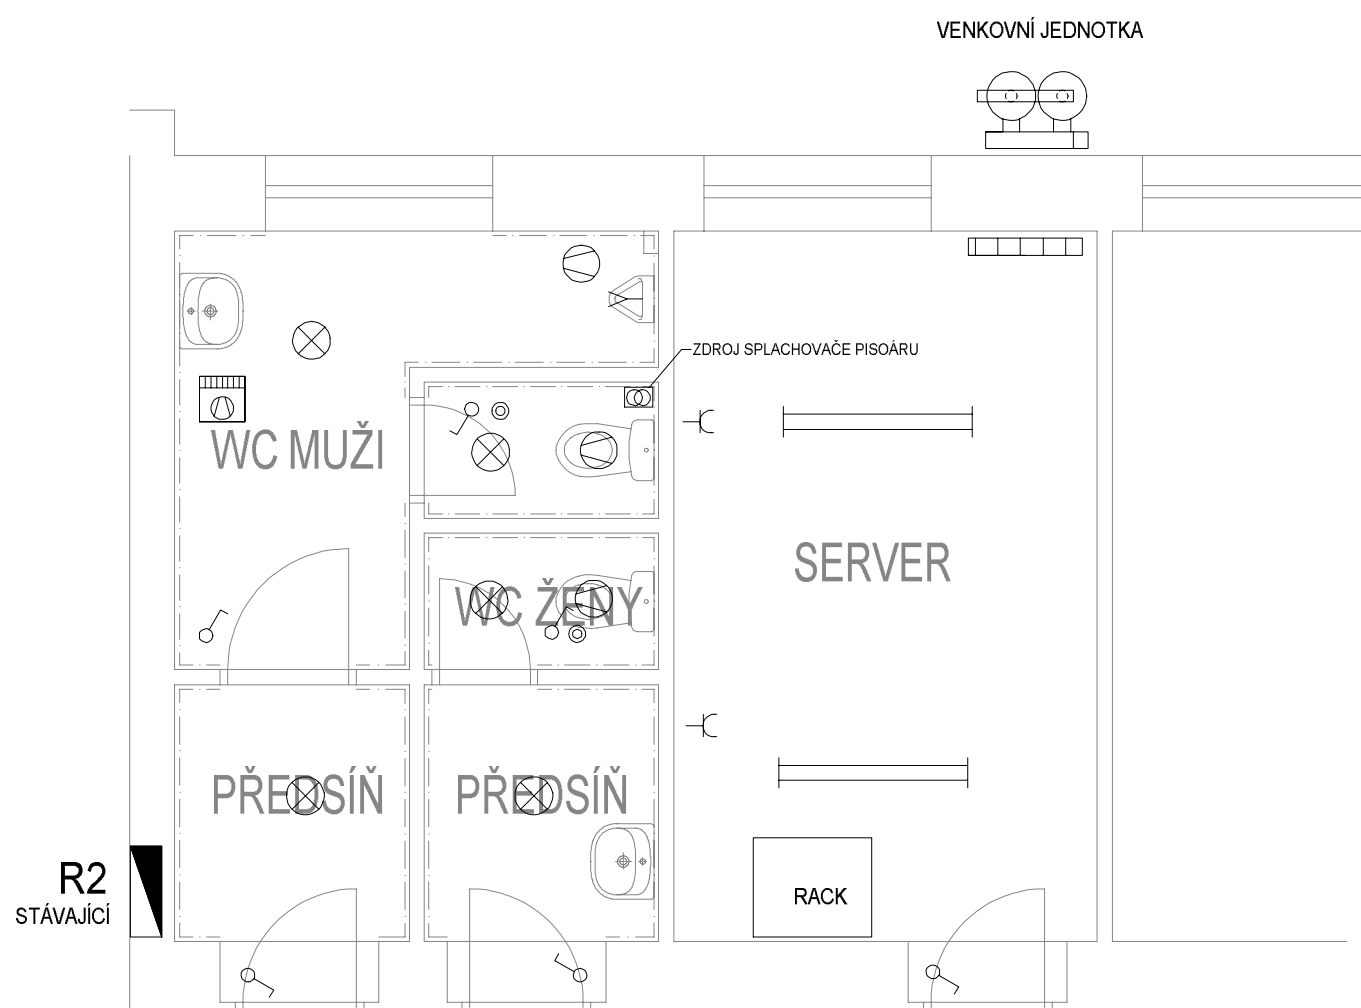 VENKOVNÍ JEDNOTKA
ZDROJ SPLACHOVAČE PISOÁRU
WC MUŽI
SERVER
WC ŽENY
PŘEDSÍŇ
PŘEDSÍŇ
R2
STÁVAJÍCÍ
RACK